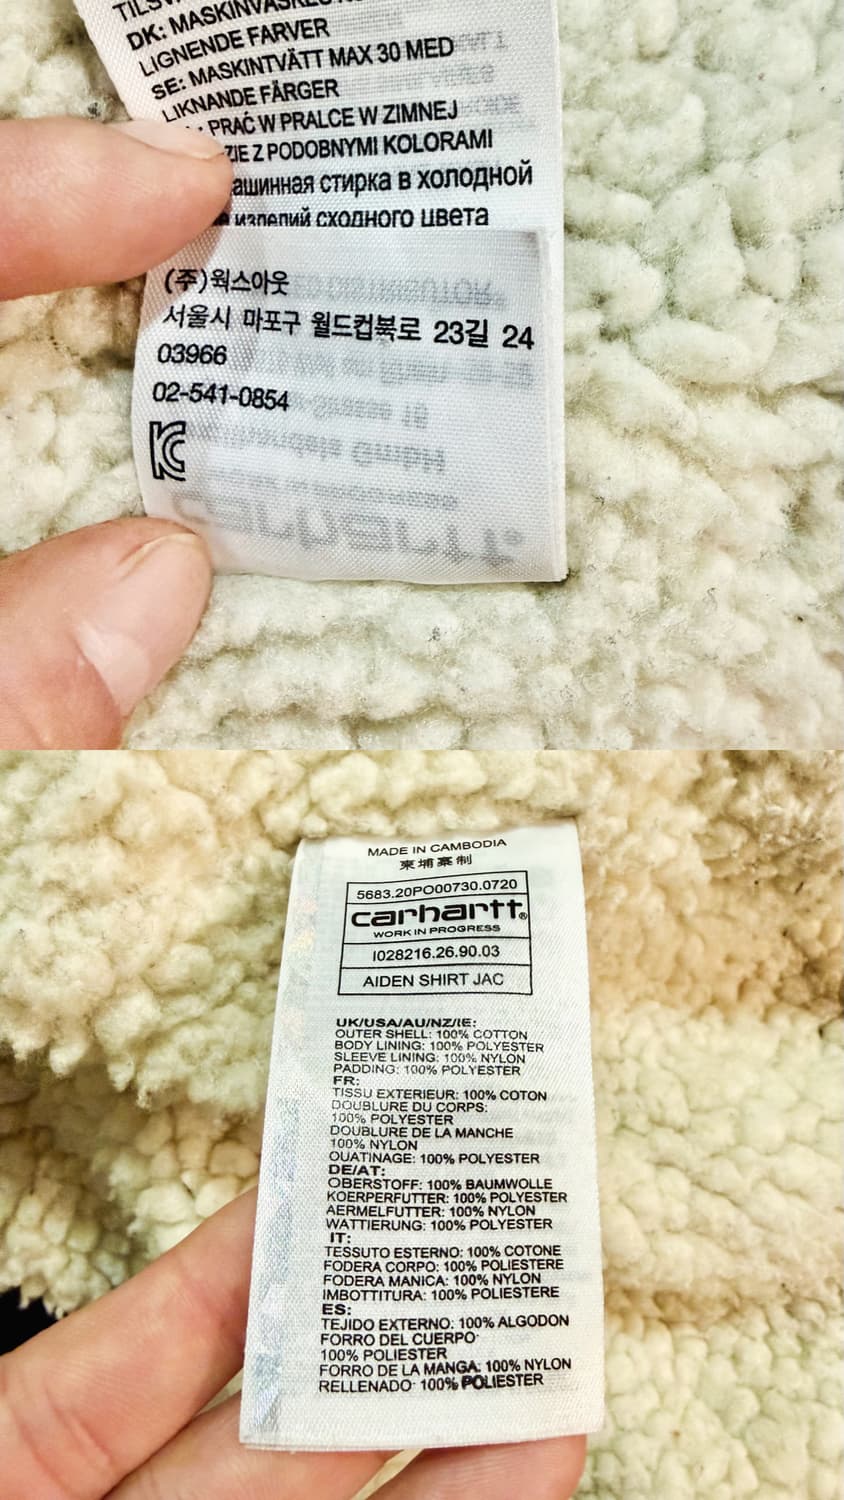 TILSV
DK: MASKINVASKES
LIGNENDE FARVER
SE: MASKINTVÄTT MAX 30 MED
LIKNANDE FÄRGER
PRAĆ W PRALCE W ZIMNEJ
ZIE Z PODOBNYMI KOLORAMI
ашинная стирка в холодной
изделий сходного цвета
(주)웍스아웃
서울시 마포구 월드컵북로 23길 24
03966
02-541-0854
MADE IN CAMBODIA
柬埔寨制
5683.20PO00730.0720
carhartt®
WORK IN PROGRESS
I028216.26.90.03
AIDEN SHIRT JAC
UK/USA/AU/NZ/IE:
OUTER SHELL: 100% COTTON
BODY LINING: 100% POLYESTER
SLEEVE LINING: 100% NYLON
PADDING: 100% POLYESTER
FR:
TISSU EXTERIEUR: 100% COTON
DOUBLURE DU CORPS:
100% POLYESTER
DOUBLURE DE LA MANCHE
100% NYLON
OUATINAGE: 100% POLYESTER
DE/AT:
OBERSTOFF: 100% BAUMWOLLE
KOERPERFUTTER: 100% POLYESTER
AERMELFUTTER: 100% NYLON
WATTIERUNG: 100% POLYESTER
IT:
TESSUTO ESTERNO: 100% COTONE
FODERA CORPO: 100% POLIESTERE
FODERA MANICA: 100% NYLON
IMBOTTITURA: 100% POLIESTERE
ES:
TEJIDO EXTERNO: 100% ALGODON
FORRO DEL CUERPO:
100% POLIESTER
FORRO DE LA MANGA: 100% NYLON
RELLENADO: 100% POLIESTER